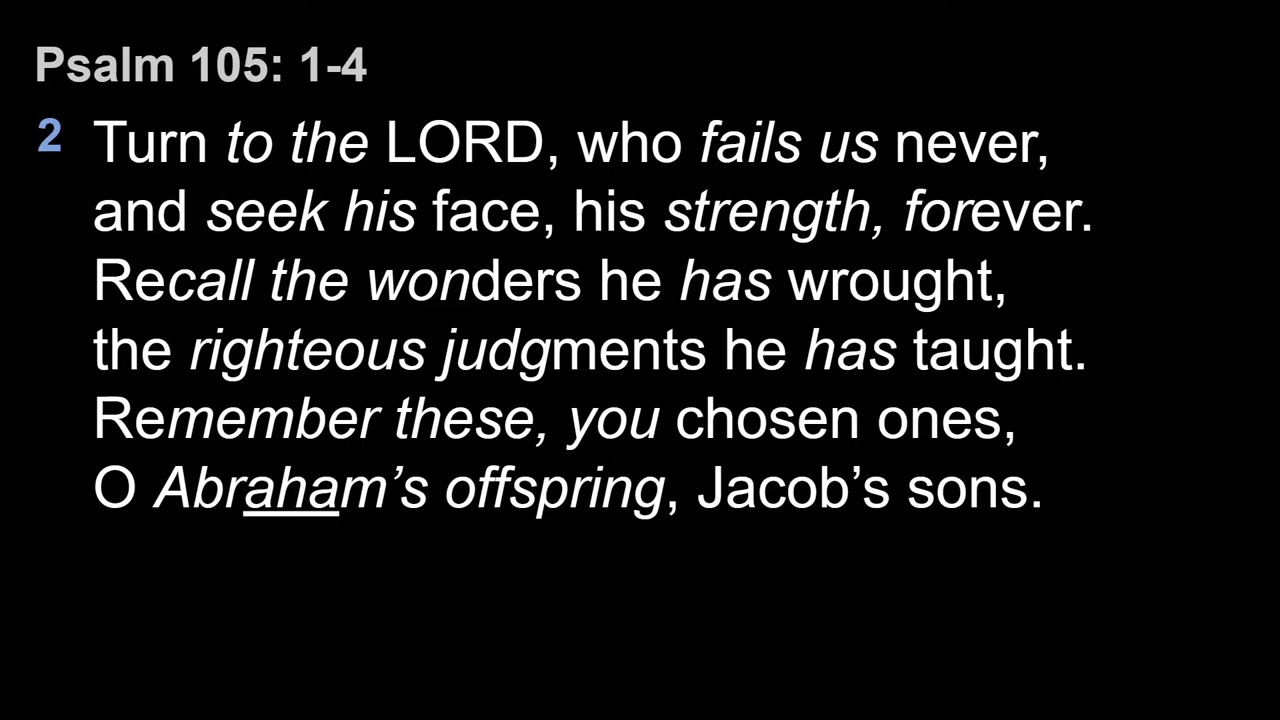 Psalm 105: 1-4
2 Turn to the LORD, who fails us never,
and seek his face, his strength, forever.
Recall the wonders he has wrought,
the righteous judgments he has taught.
Remember these, you chosen ones,
O Abraham’s offspring, Jacob’s sons.